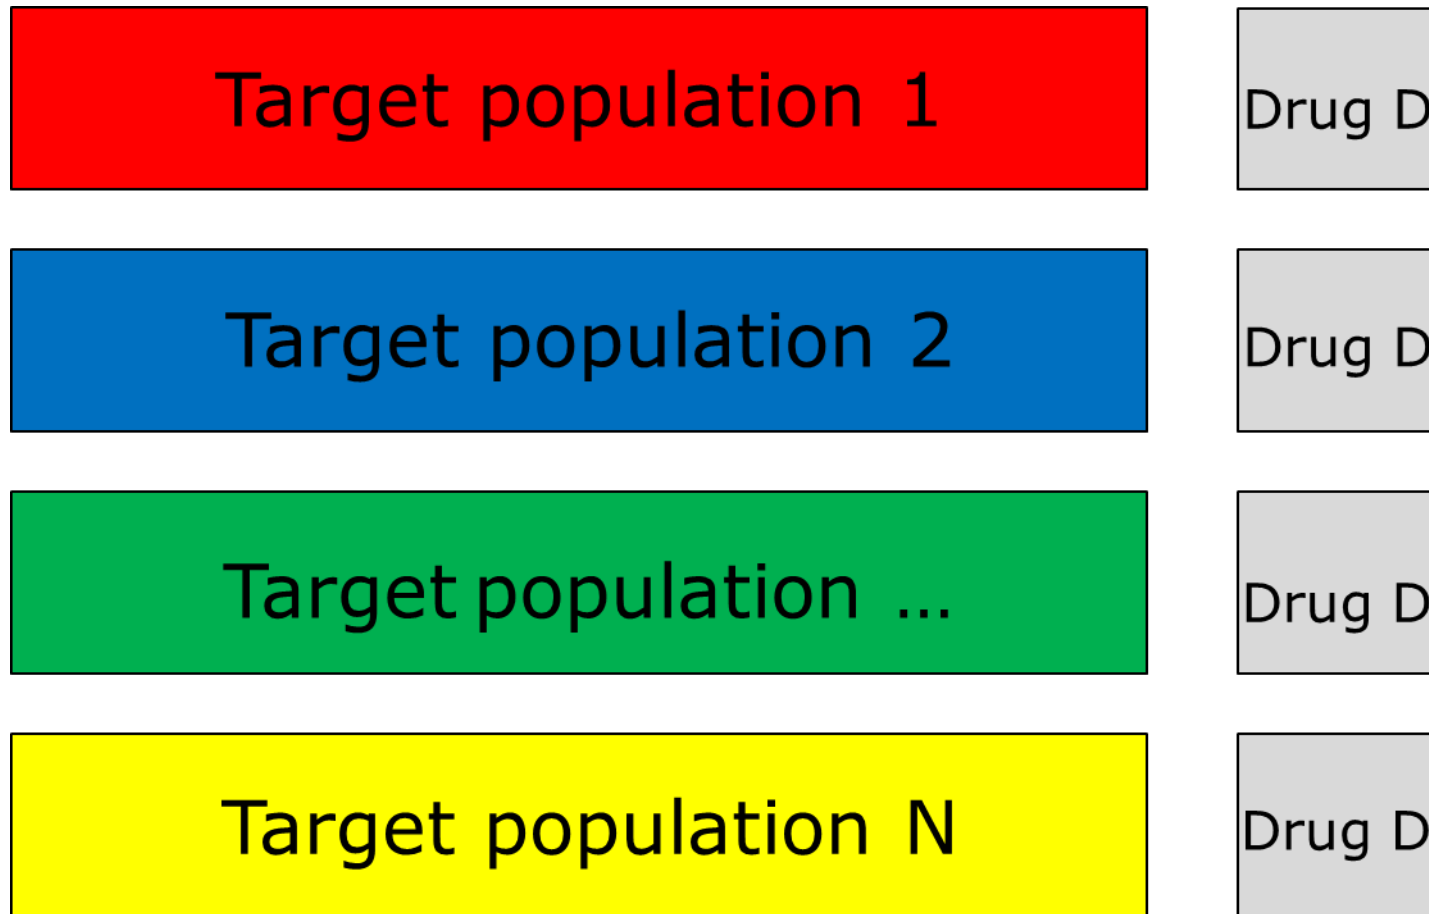 Target population 1
Drug D
Target population 2
Drug D
Target population ...
Drug D
Target population N
Drug D